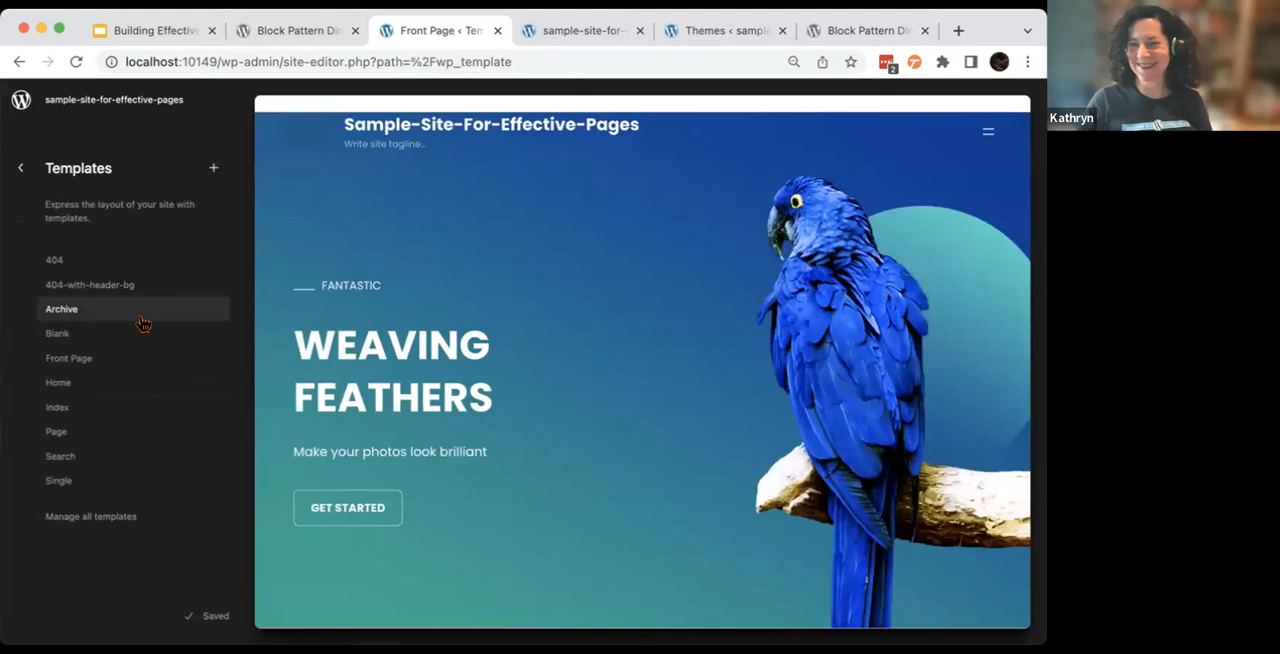 Building Effective
Block Pattern Dir
Front Page ‹ Tem
sample-site-for-
Themes ‹ sampl
Block Pattern Di
localhost:10149/wp-admin/site-editor.php?path=%2Fwp_template
2
sample-site-for-effective-pages
Templates
Express the layout of your site with
templates.
404
404-with-header-bg
Archive
Blank
Front Page
Home
Index
Page
Search
Single
Manage all templates
Saved
Sample-Site-For-Effective-Pages
Write site tagline...
FANTASTIC
WEAVING
FEATHERS
Make your photos look brilliant
GET STARTED
Kathryn